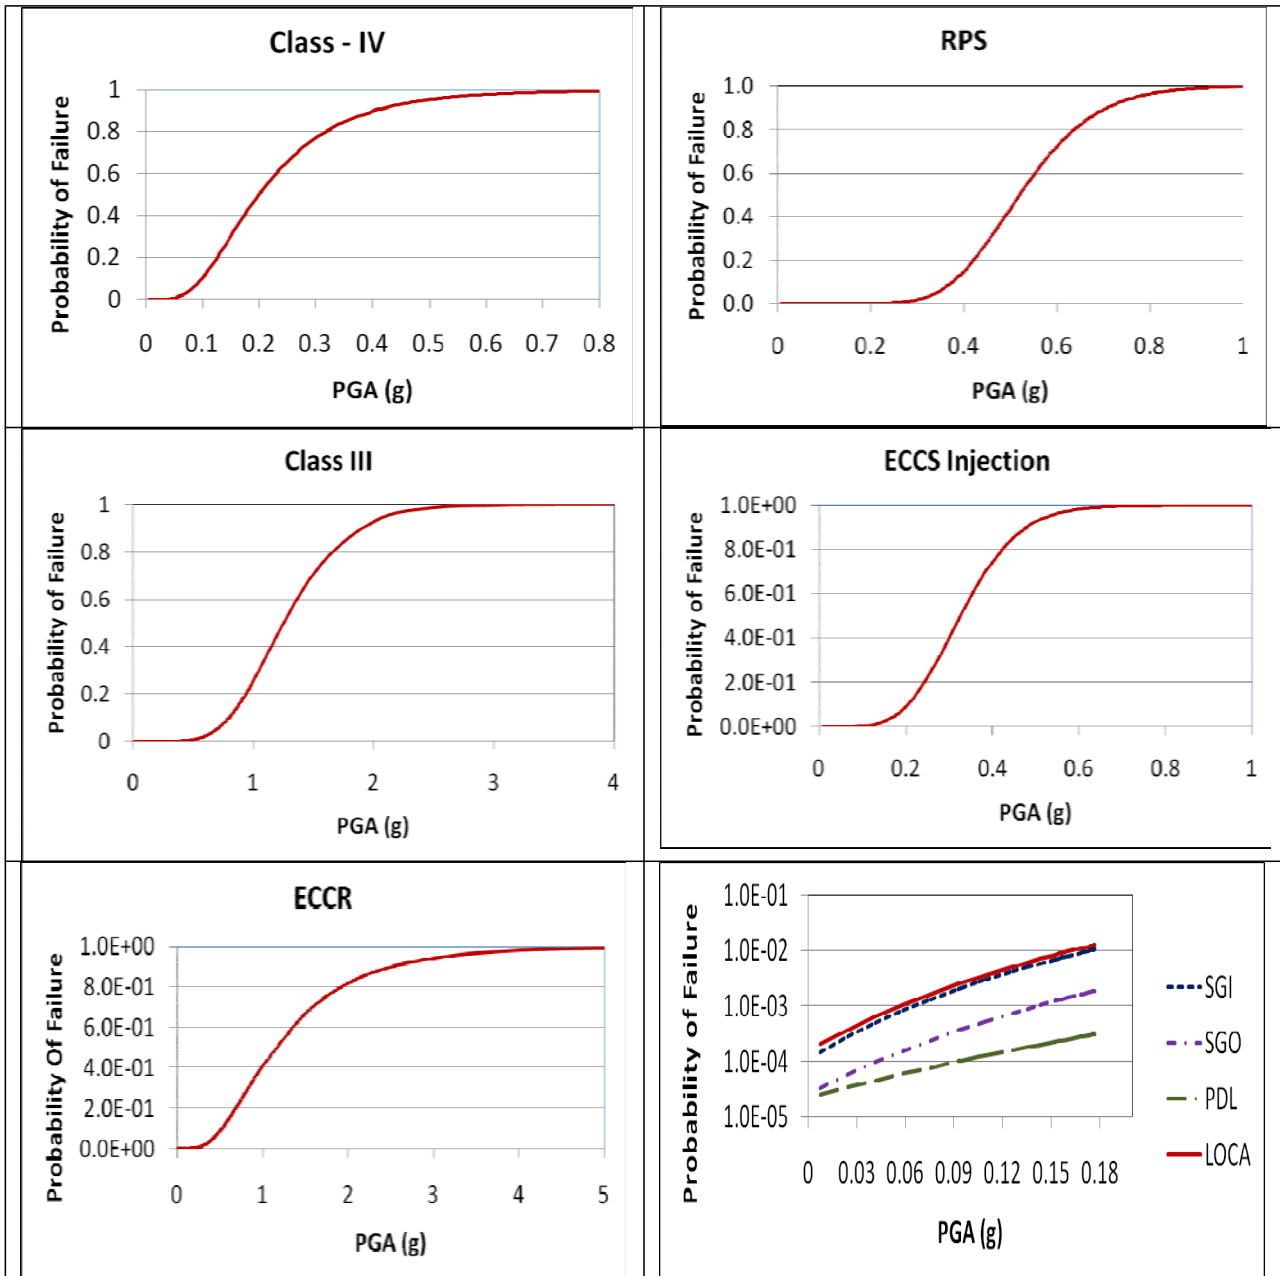 Class - IV
Probability of Failure
1
0.8
0.6
0.4
0.2
0
0 0.1 0.2 0.3 0.4 0.5 0.6 0.7 0.8
PGA (g)
RPS
Probability of Failure
1.0
0.8
0.6
0.4
0.2
0.0
0 0.2 0.4 0.6 0.8 1
PGA (g)
Class III
Probability of Failure
1
0.8
0.6
0.4
0.2
0
0 1 2 3 4
PGA (g)
ECCS Injection
Probability of Failure
1.0E+00
8.0E-01
6.0E-01
4.0E-01
2.0E-01
0.0E+00
0 0.2 0.4 0.6 0.8 1
PGA (g)
ECCR
Probability Of Failure
1.0E+00
8.0E-01
6.0E-01
4.0E-01
2.0E-01
0.0E+00
0 1 2 3 4 5
PGA (g)
Probability of Failure
1.0E-01
1.0E-02
1.0E-03
1.0E-04
1.0E-05
0 0.03 0.06 0.09 0.12 0.15 0.18
PGA (g)
SGI
SGO
PDL
LOCA